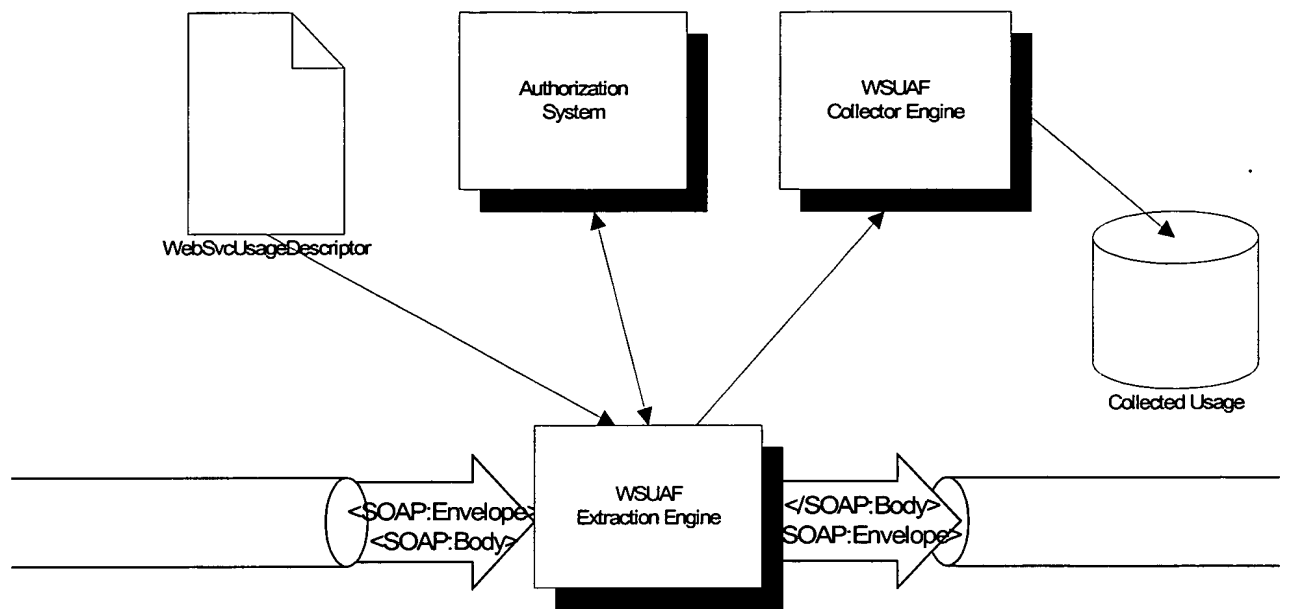 Authorization
System
WSUAF
Collector Engine
WebSvcUsageDescriptor
Collected Usage
<SOAP:Envelope>
<SOAP:Body>
WSUAF
Extraction Engine
</SOAP:Body>
SOAP:Envelope>